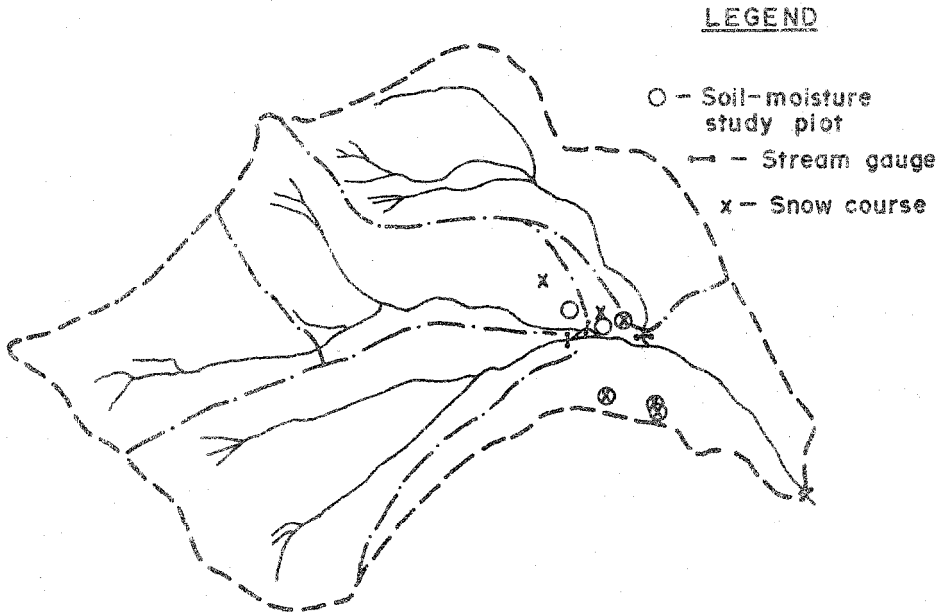 LEGEND
O - Soil-moisture
study plot
- Stream gauge
x - Snow course